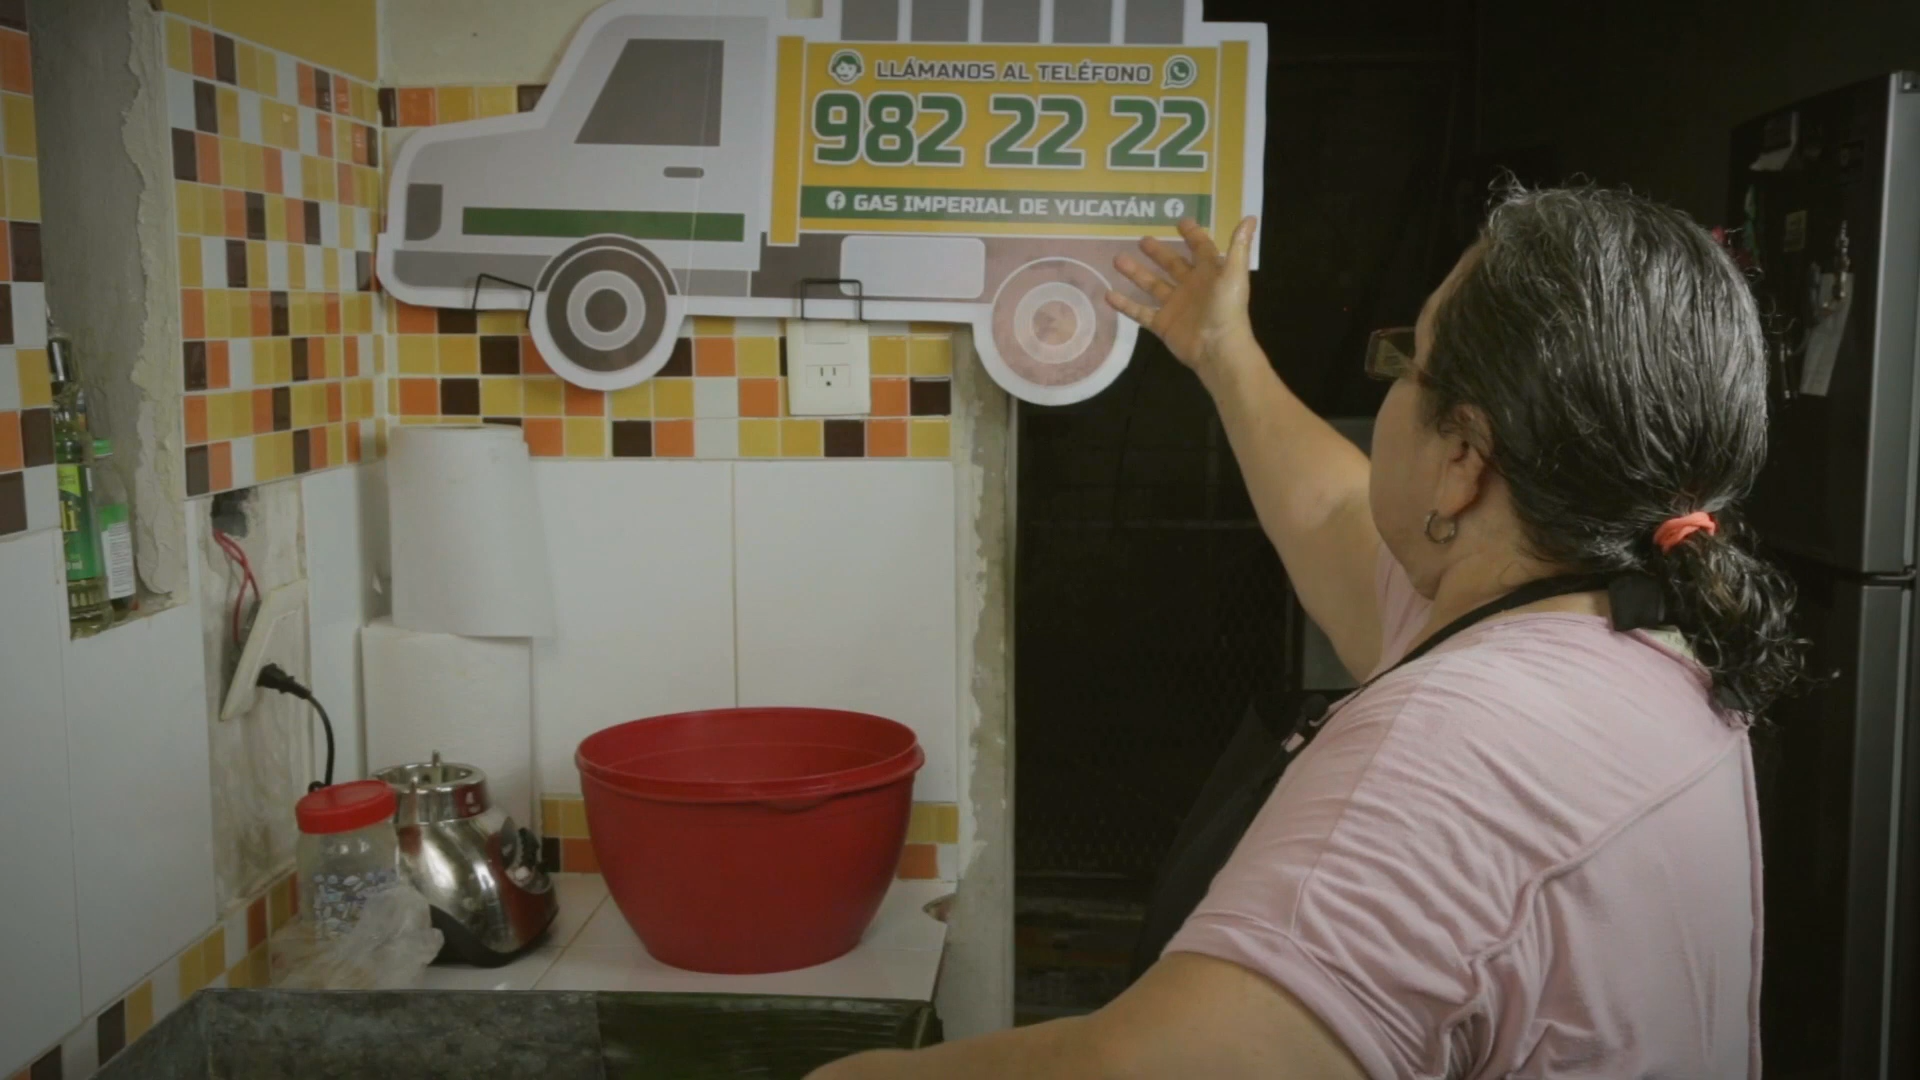 LLÁMANOS AL TELÉFONO
982 22 22
GAS IMPERIAL DE YUCATÁN